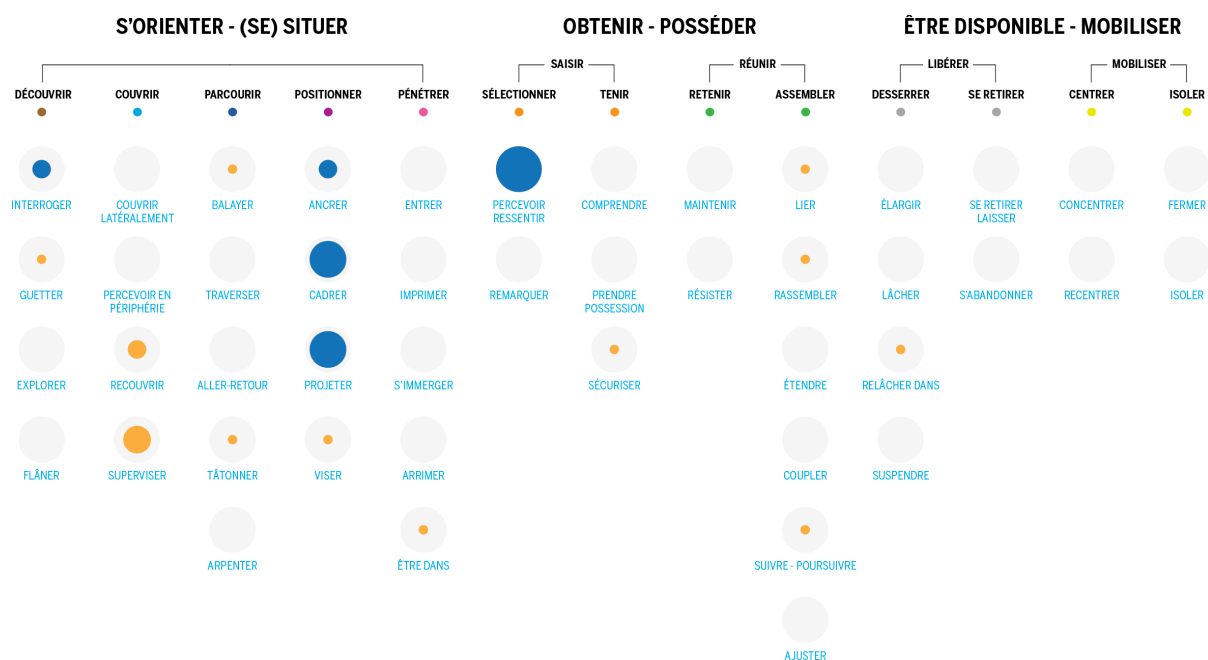 S'ORIENTER - (SE) SITUER
OBTENIR - POSSÉDER
ÊTRE DISPONIBLE - MOBILISER
SAISIR
RÉUNIR
LIBÉRER
MOBILISER
DÉCOUVRIR
COUVRIR
PARCOURIR
POSITIONNER
PÉNÉTRER
SÉLECTIONNER
TENIR
RETENIR
ASSEMBLER
DESSERRER
SE RETIRER
CENTRER
ISOLER
INTERROGER
COUVRIR
LATÉRALEMENT
BALAYER
ANCRER
ENTRER
PERCEVOIR
RESSENTIR
COMPRENDRE
MAINTENIR
LIER
ÉLARGIR
SE RETIRER
LAISSER
CONCENTRER
FERMER
GUETTER
PERCEVOIR EN
PÉRIPHÉRIE
TRAVERSER
CADRER
IMPRIMER
REMARQUER
PRENDRE
POSSESSION
RÉSISTER
RASSEMBLER
LÂCHER
S'ABANDONNER
RECENTRER
ISOLER
EXPLORER
RECOUVRIR
ALLER-RETOUR
PROJETER
S'IMMERGER
SÉCURISER
ÉTENDRE
RELÂCHER DANS
FLÂNER
SUPERVISER
TÂTONNER
VISER
ARRIMER
COUPLER
SUSPENDRE
ARPENTER
ÊTRE DANS
SUIVRE - POURSUIVRE
AJUSTER